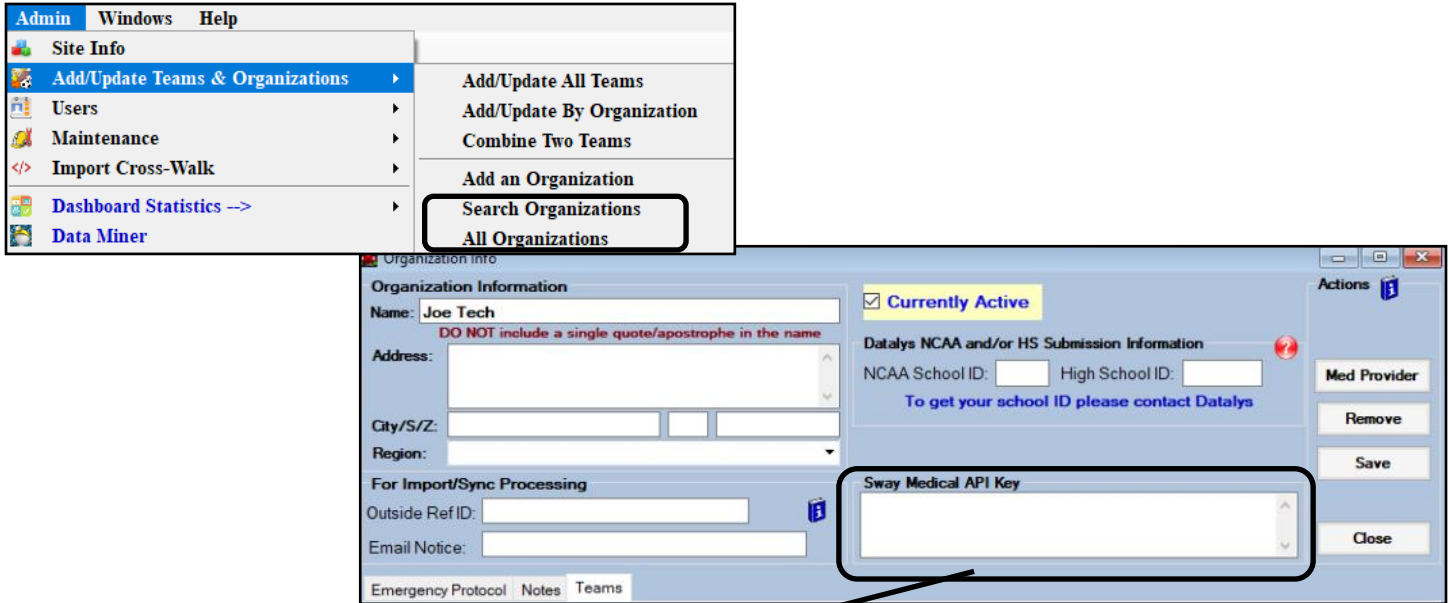 Admin Windows Help
Site Info
Add/Update Teams & Organizations
Users
Maintenance
</> Import Cross-Walk
Dashboard Statistics -->
Data Miner
Add/Update All Teams
Add/Update By Organization
Combine Two Teams
Add an Organization
Search Organizations
All Organizations
Organization Info
Organization Information
Name: Joe Tech
DO NOT include a single quote/apostrophe in the name
Address:
City/S/Z:
Region:
For Import/Sync Processing
Outside Ref ID:
Email Notice:
Emergency Protocol Notes Teams
Currently Active
Datalys NCAA and/or HS Submission Information
NCAA School ID: High School ID:
To get your school ID please contact Datalys
Sway Medical API Key
Actions
Med Provider
Remove
Save
Close